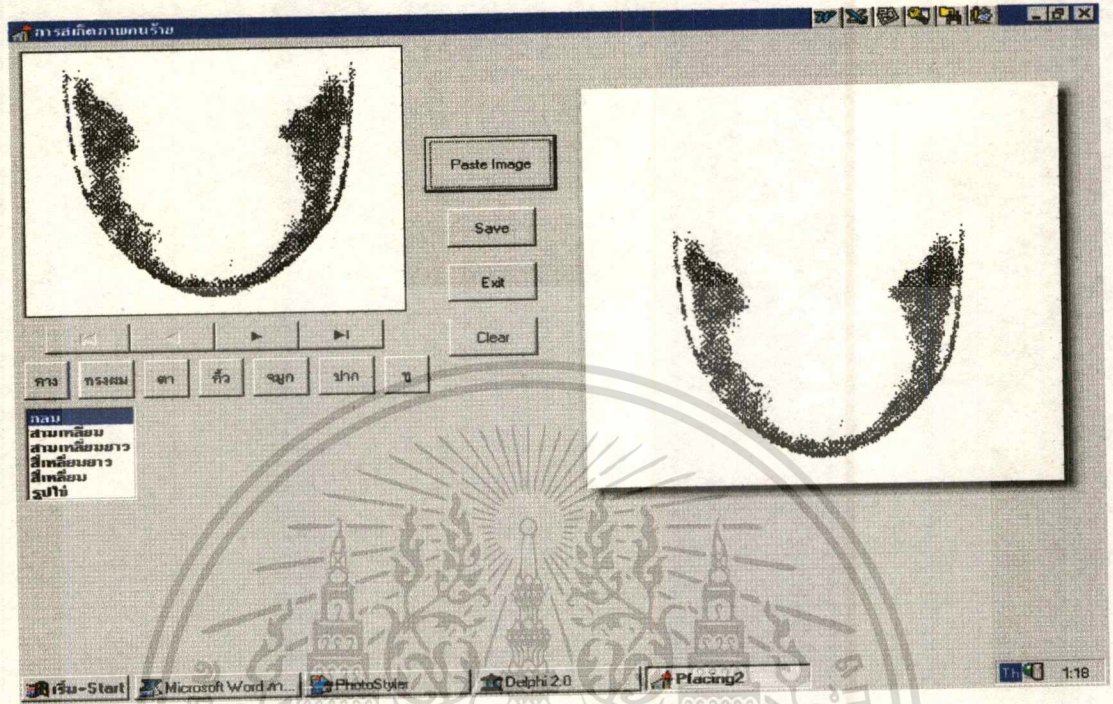 การสเก็ตภาพคนร้าย
Paste Image
Save
Exit
Clear
คาง ทรงผม ตา คิ้ว จมูก ปาก หู
กลม
สามเหลี่ยม
สามเหลี่ยมยาว
สี่เหลี่ยมยาว
สี่เหลี่ยม
รูปไข่
เริ่ม-Start Microsoft Word PhotoStyler Delphi 2.0 Pfacing2 Th 1:18